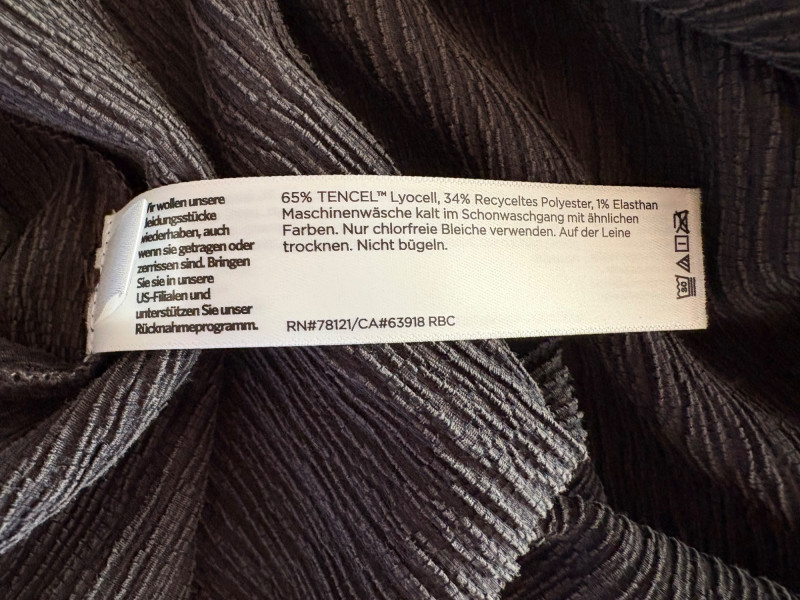 Wir wollen unsere
Kleidungsstücke
wiederhaben, auch
wenn sie getragen oder
zerrissen sind. Bringen
Sie sie in unsere
US-Filialen und
unterstützen Sie unser
Rücknahmeprogramm.
65% TENCEL™ Lyocell, 34% Recyceltes Polyester, 1% Elasthan
Maschinenwäsche kalt im Schonwaschgang mit ähnlichen
Farben. Nur chlorfreie Bleiche verwenden. Auf der Leine
trocknen. Nicht bügeln.
RN#78121/CA#63918 RBC